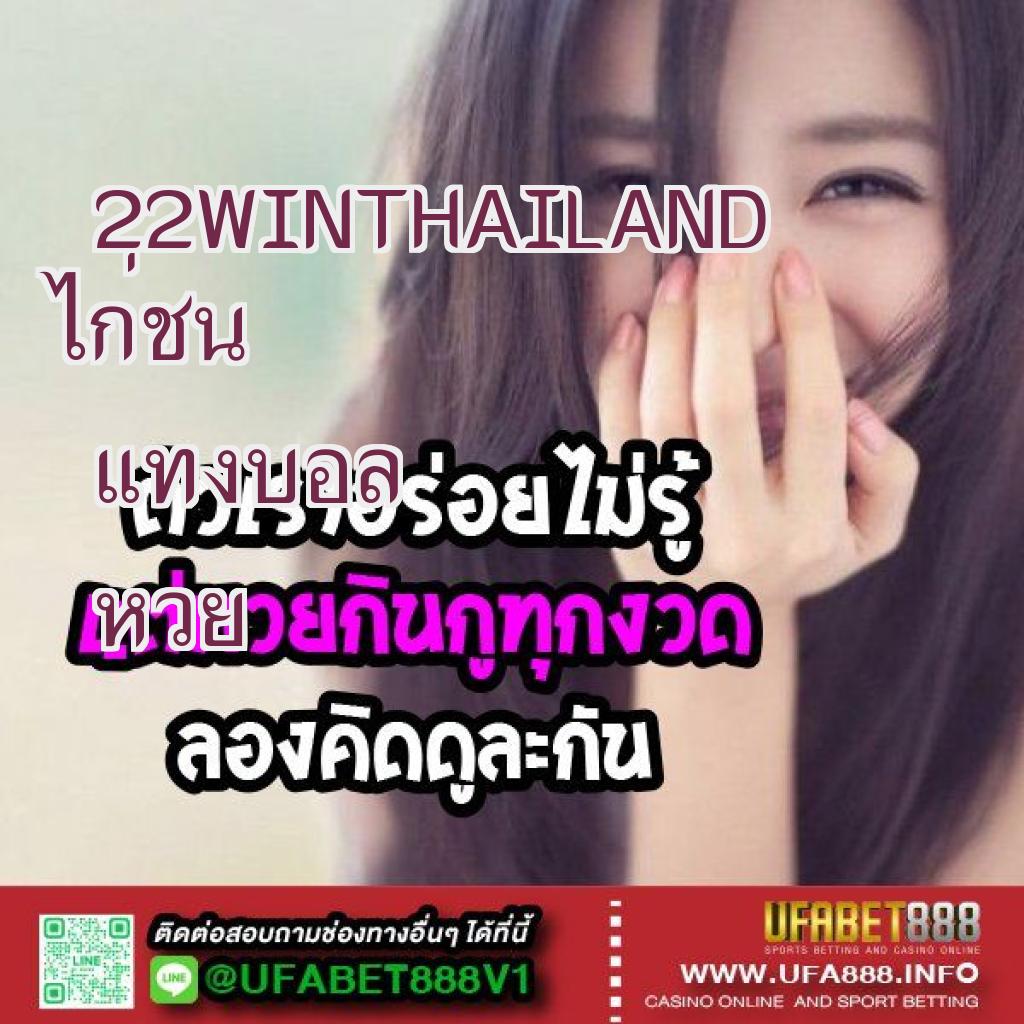 22WINTHAILAND
ไก่ชน
แทงบอล
ร่อยไม่รู้
หวย
วยกินกูทุกงวด
ลองคิดดูละกัน
ติดต่อสอบถามช่องทางอื่นๆ ได้ที่นี้
LINE
LINE @UFABET888V1
UFABET888
SPORTS BETTING AND CASINO ONLINE
WWW.UFA888.INFO
CASINO ONLINE AND SPORT BETTING